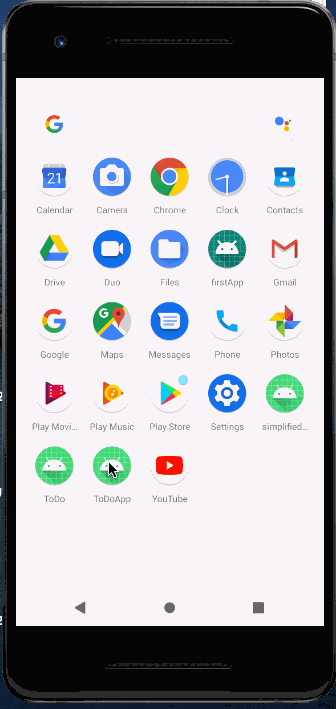 G
21
Calendar
Camera
Chrome
Clock
Contacts
Drive
Duo
Files
firstApp
Gmail
G
G
Google
Maps
Messages
Phone
Photos
Play Movi...
Play Music
Play Store
Settings
simplified...
ToDo
ToDoApp
YouTube